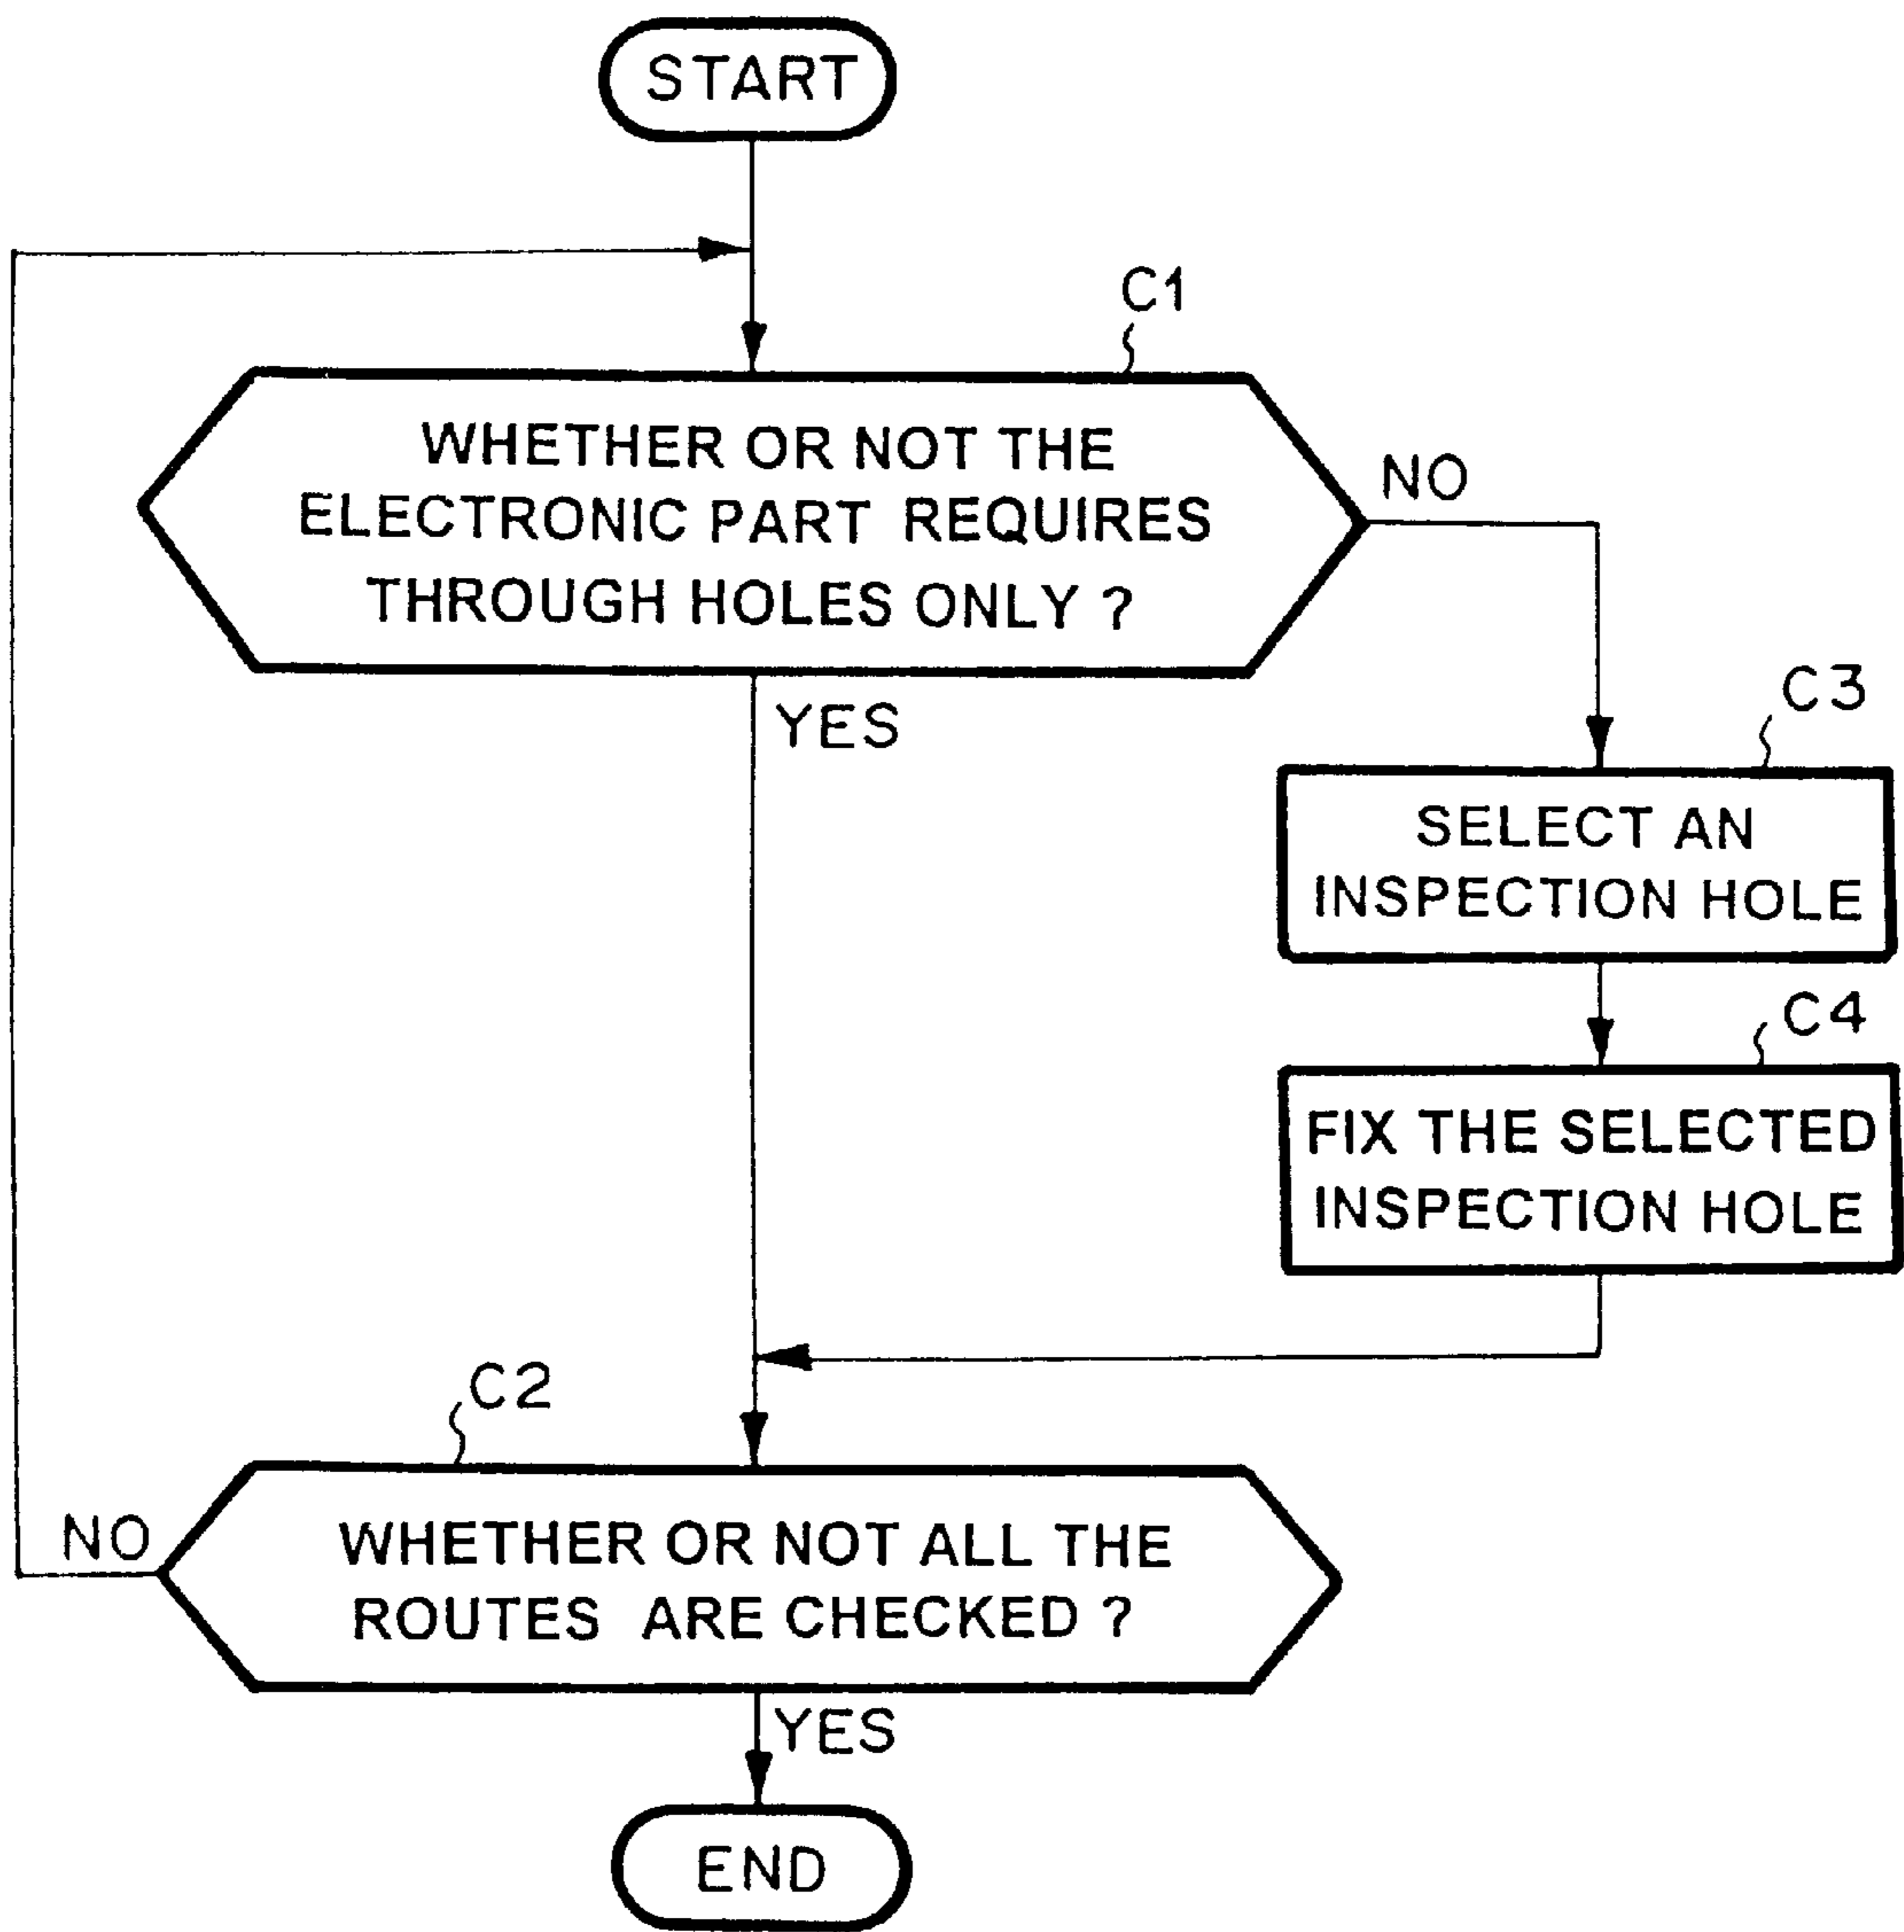 START
C1
WHETHER OR NOT THE
ELECTRONIC PART REQUIRES
THROUGH HOLES ONLY ?
NO
YES
C3
SELECT AN
INSPECTION HOLE
C4
FIX THE SELECTED
INSPECTION HOLE
C2
NO
WHETHER OR NOT ALL THE
ROUTES ARE CHECKED ?
YES
END